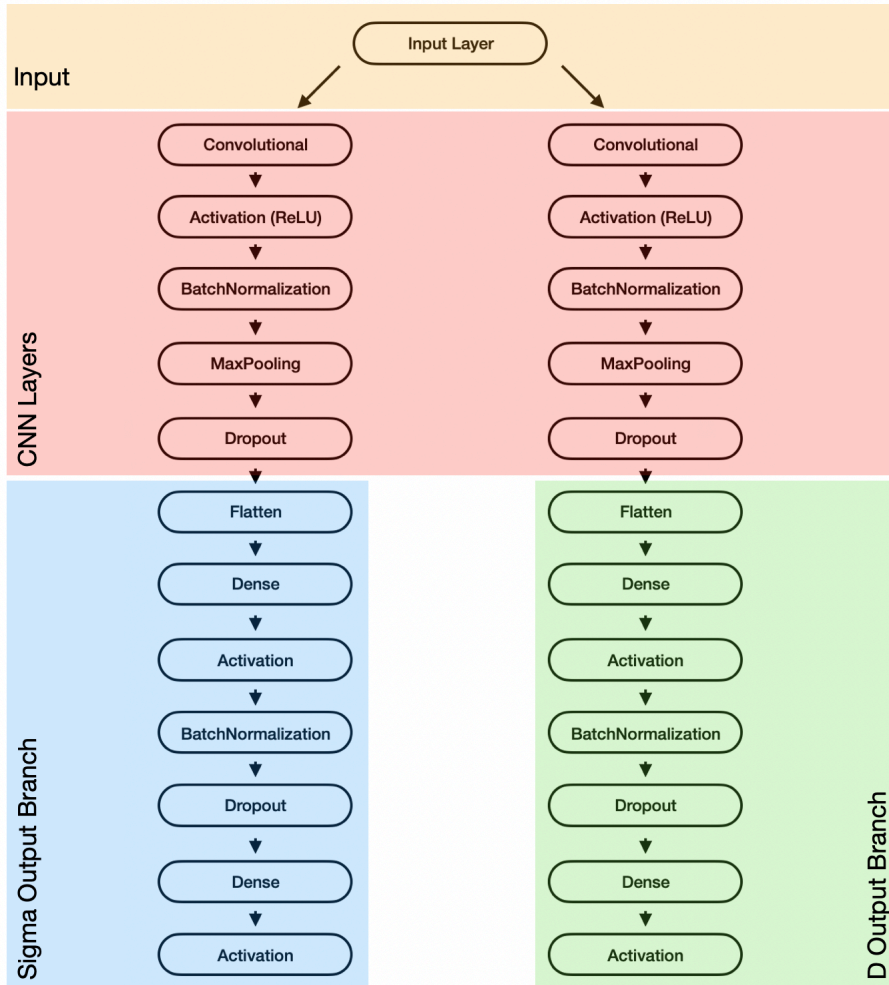 Input Layer
Input
Convolutional
Activation (ReLU)
BatchNormalization
MaxPooling
Dropout
Convolutional
Activation (ReLU)
BatchNormalization
MaxPooling
Dropout
CNN Layers
Flatten
Dense
Activation
BatchNormalization
Dropout
Dense
Activation
Sigma Output Branch
Flatten
Dense
Activation
BatchNormalization
Dropout
Dense
Activation
D Output Branch